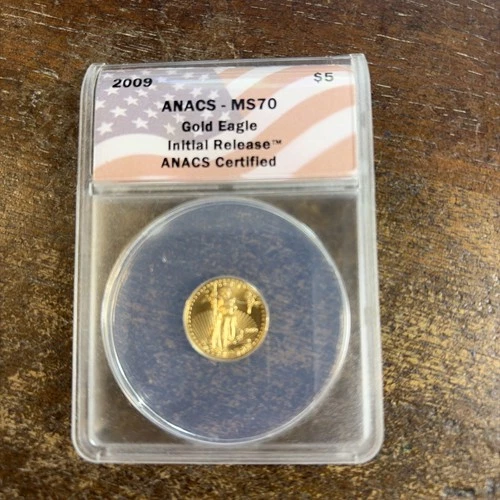 2009 $5
ANACS - MS70
Gold Eagle
Initial Release™
ANACS Certified